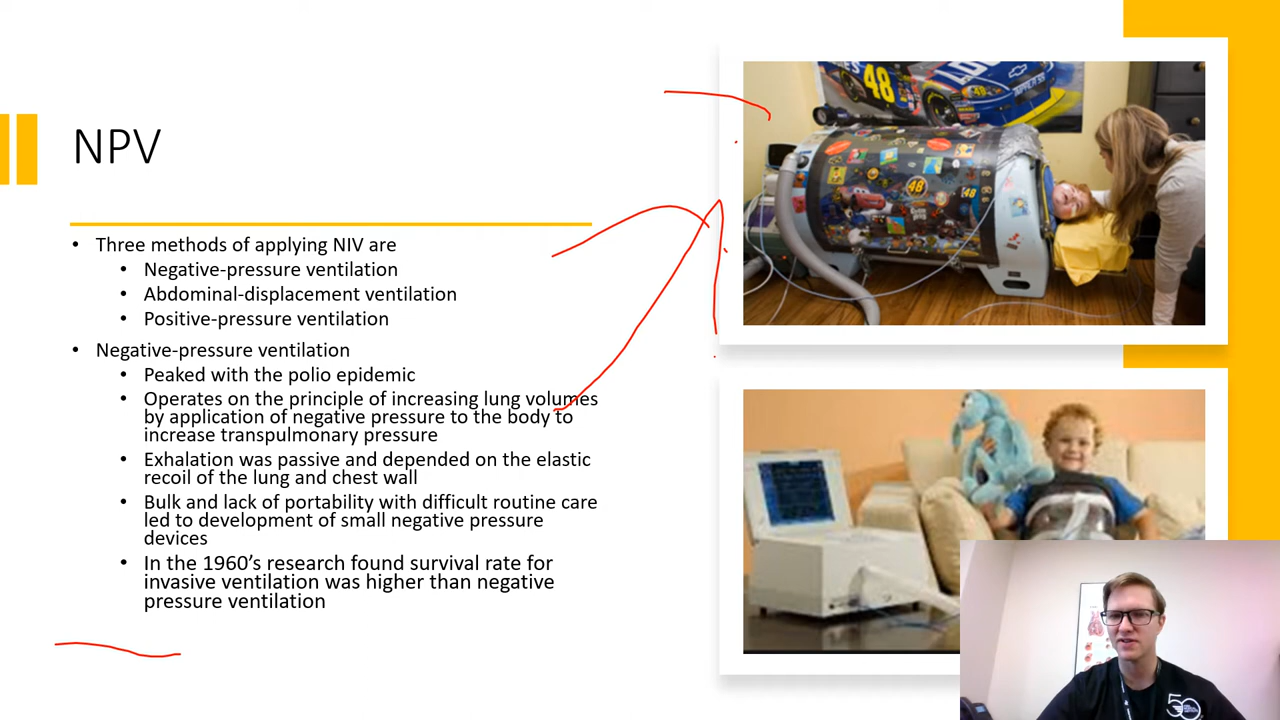 NPV
• Three methods of applying NIV are
• Negative-pressure ventilation
• Abdominal-displacement ventilation
• Positive-pressure ventilation
• Negative-pressure ventilation
• Peaked with the polio epidemic
• Operates on the principle of increasing lung volumes
by application of negative pressure to the body to
increase transpulmonary pressure
• Exhalation was passive and depended on the elastic
recoil of the lung and chest wall
• Bulk and lack of portability with difficult routine care
led to development of small negative pressure
devices
• In the 1960’s research found survival rate for
invasive ventilation was higher than negative
pressure ventilation
48
48
48
50